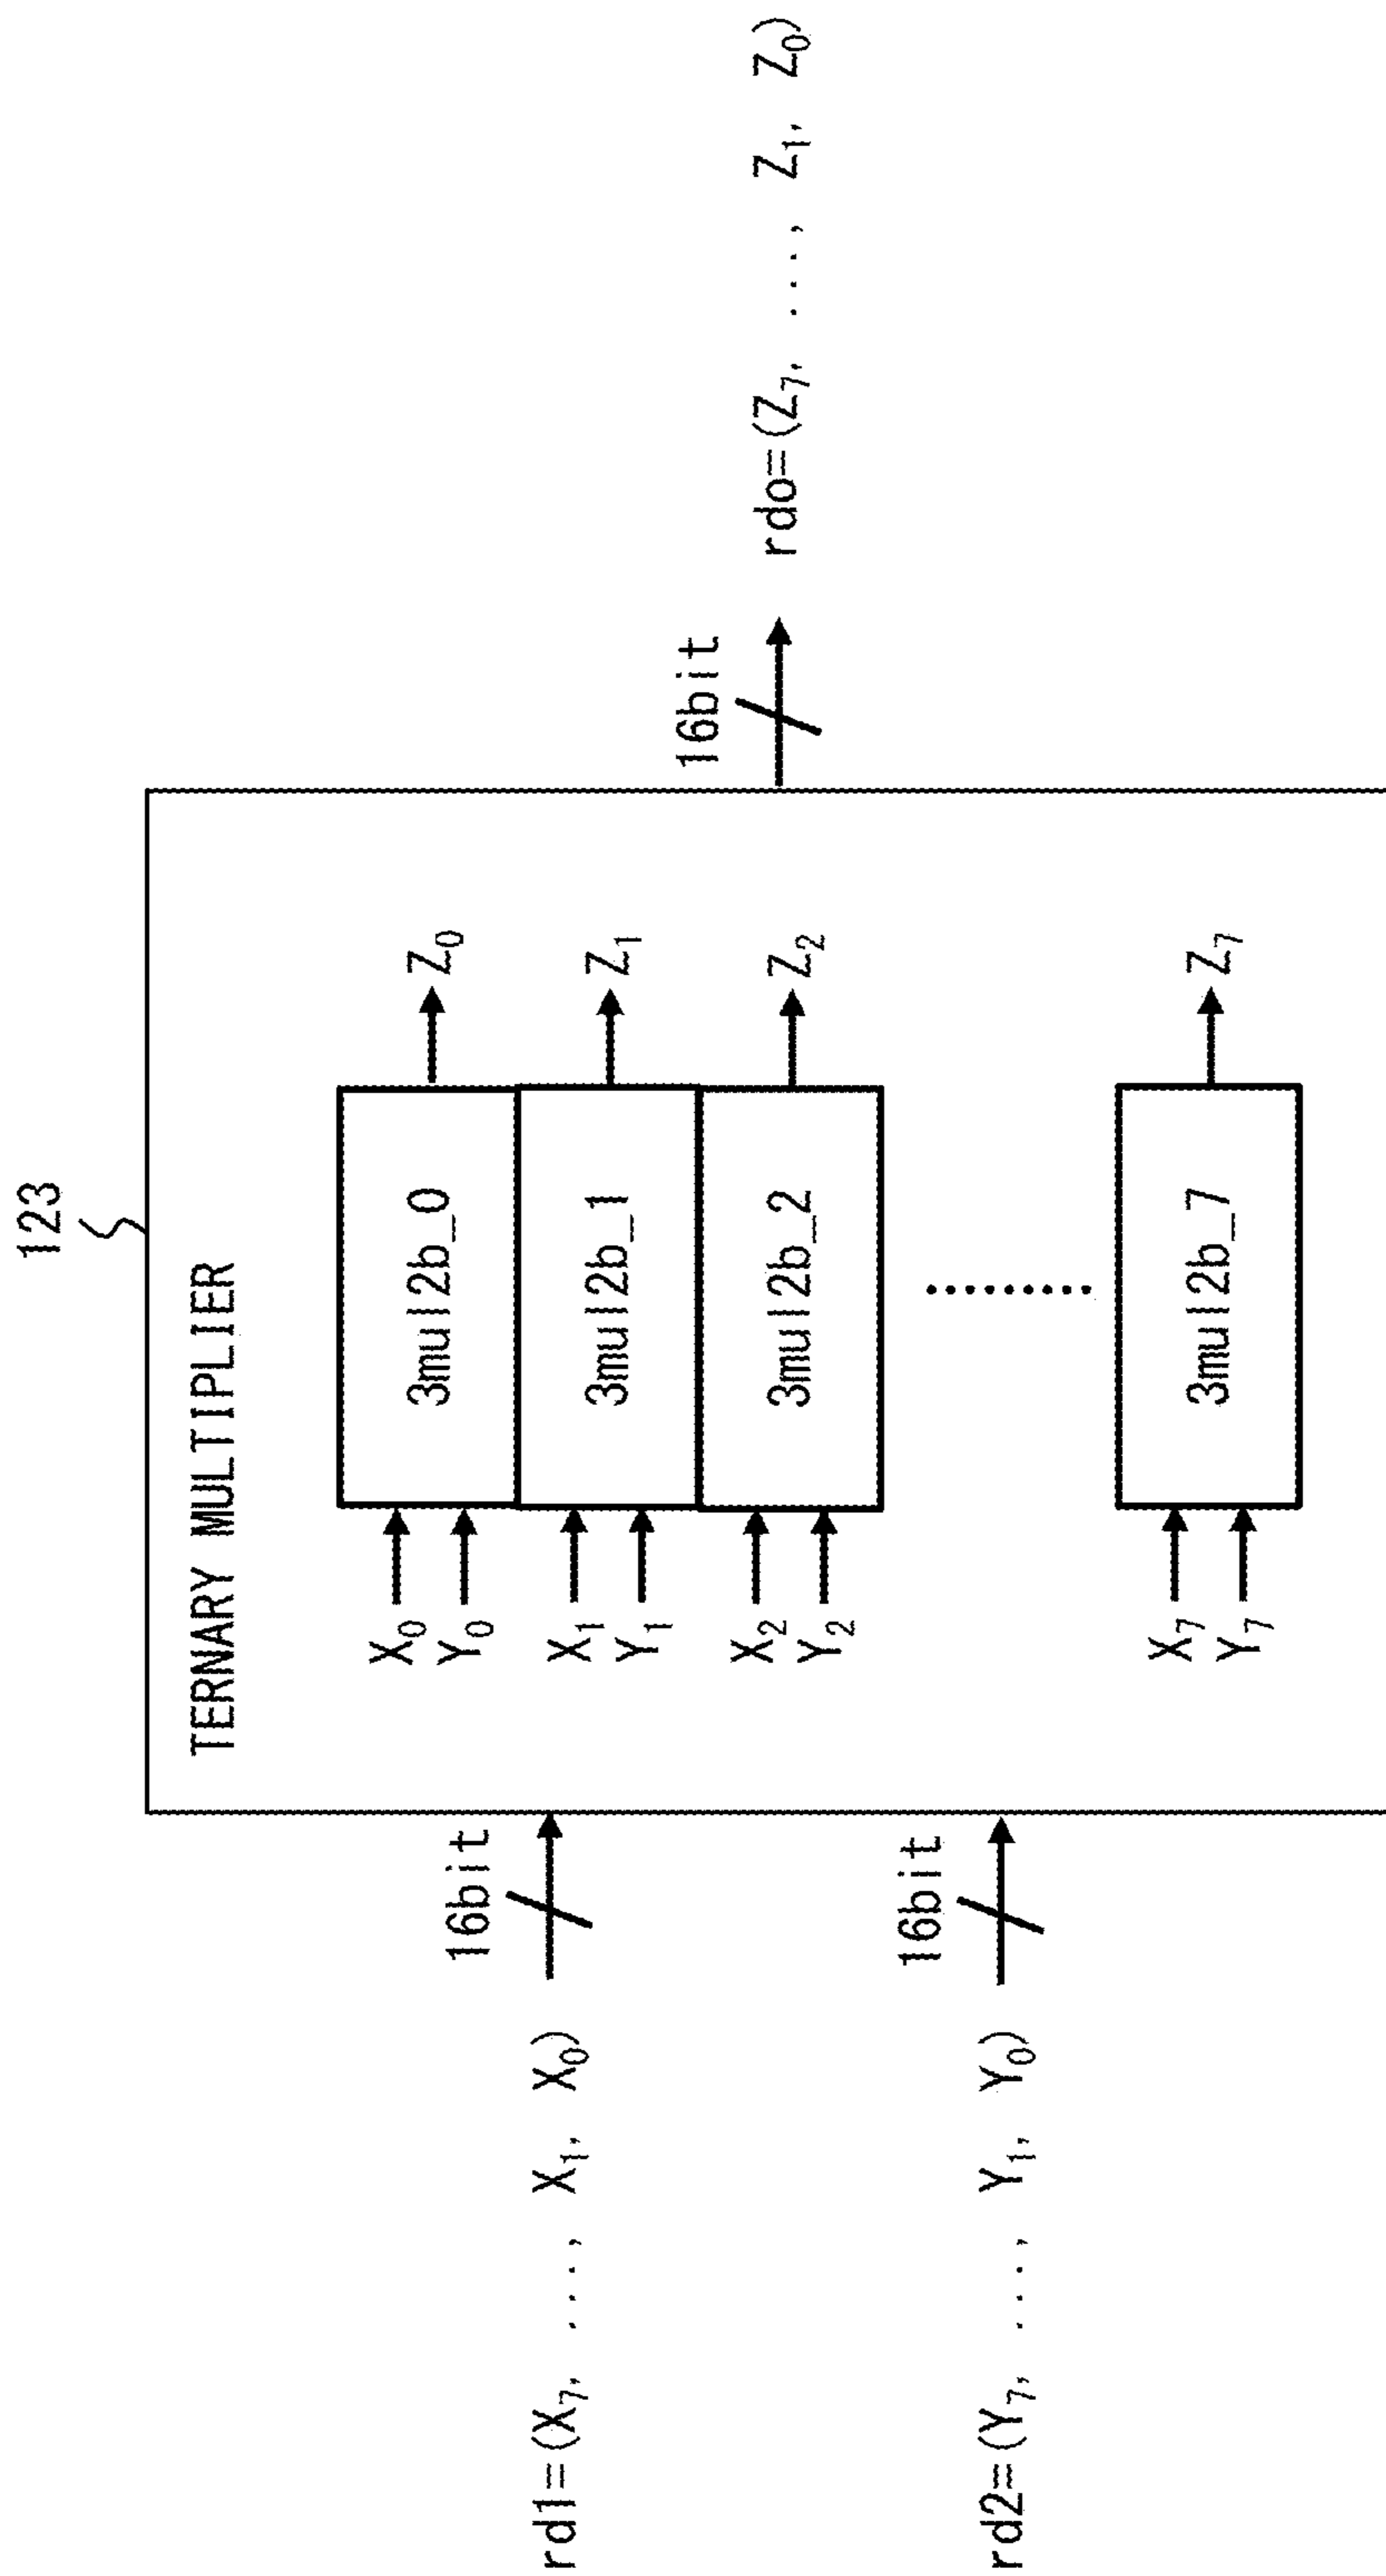 123
TERNARY MULTIPLIER
rd1=(X7, ..., X1, X0)
16bit
rd2=(Y7, ..., Y1, Y0)
16bit
X0
Y0
3mul2b_0
Z0
X1
Y1
3mul2b_1
Z1
X2
Y2
3mul2b_2
Z2
X7
Y7
3mul2b_7
Z7
16bit
rdo=(Z7, ..., Z1, Z0)